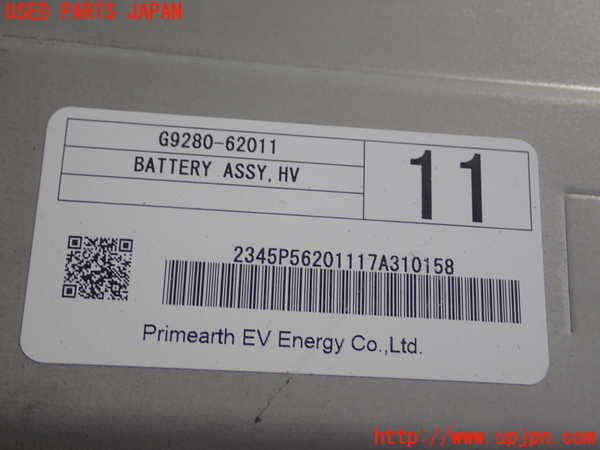 USED PARTS JAPAN
G9280-62011
BATTERY ASSY,HV
11
2345P56201117A310158
Primearth EV Energy Co.,Ltd.
http://www.upjpn.com/